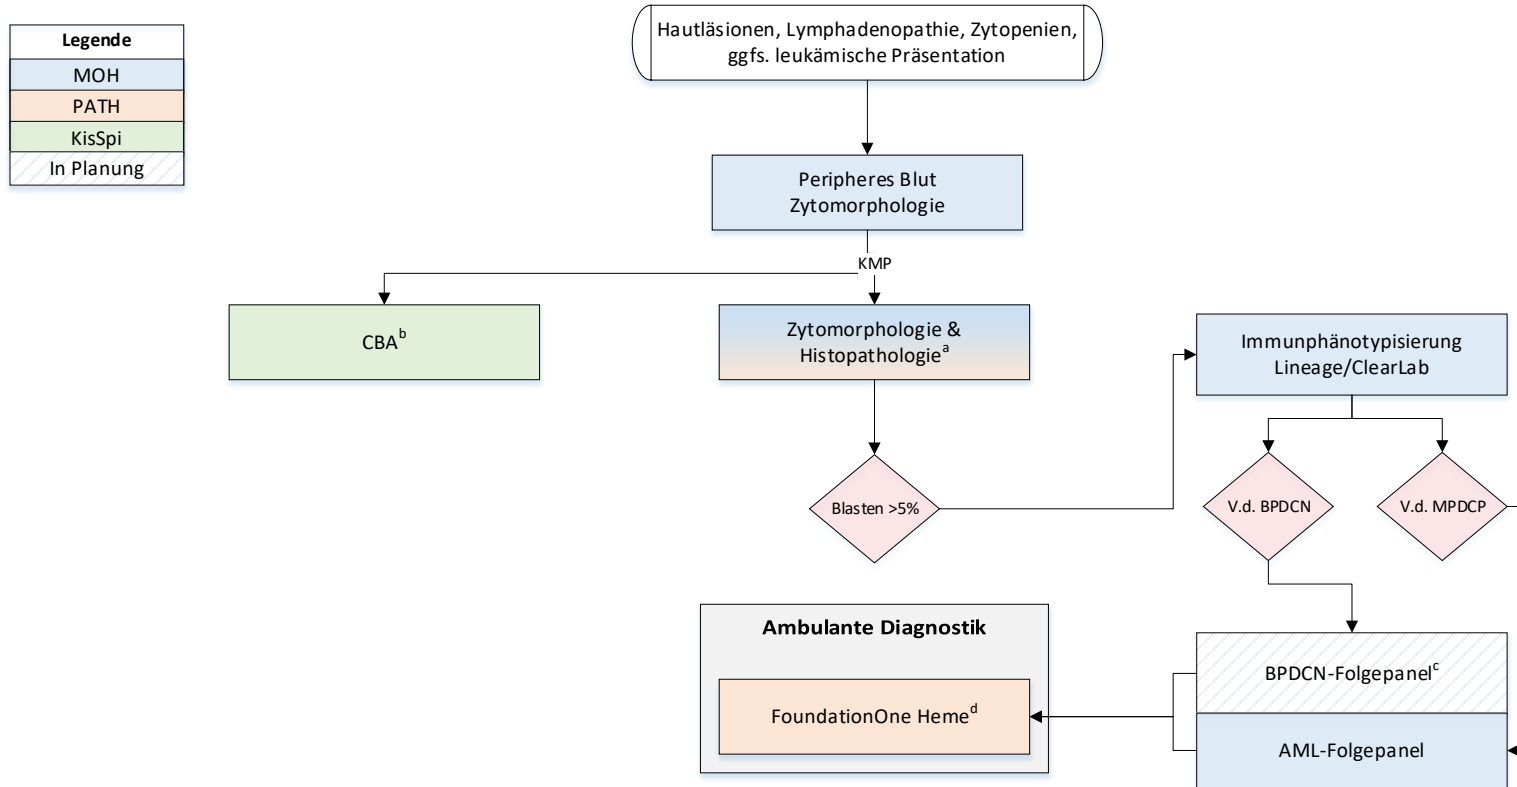 Legende
MOH
PATH
KisSpi
In Planung
Hautläsionen, Lymphadenopathie, Zytopenien,
ggfs. leukämische Präsentation
Peripheres Blut
Zytomorphologie
KMP
CBAᵇ
Zytomorphologie &
Histopathologieᵃ
Immunphänotypisierung
Lineage/ClearLab
Blasten >5%
V.d. BPDCN
V.d. MPDCP
Ambulante Diagnostik
FoundationOne Hemeᵈ
BPDCN-Folgepanelᶜ
AML-Folgepanel